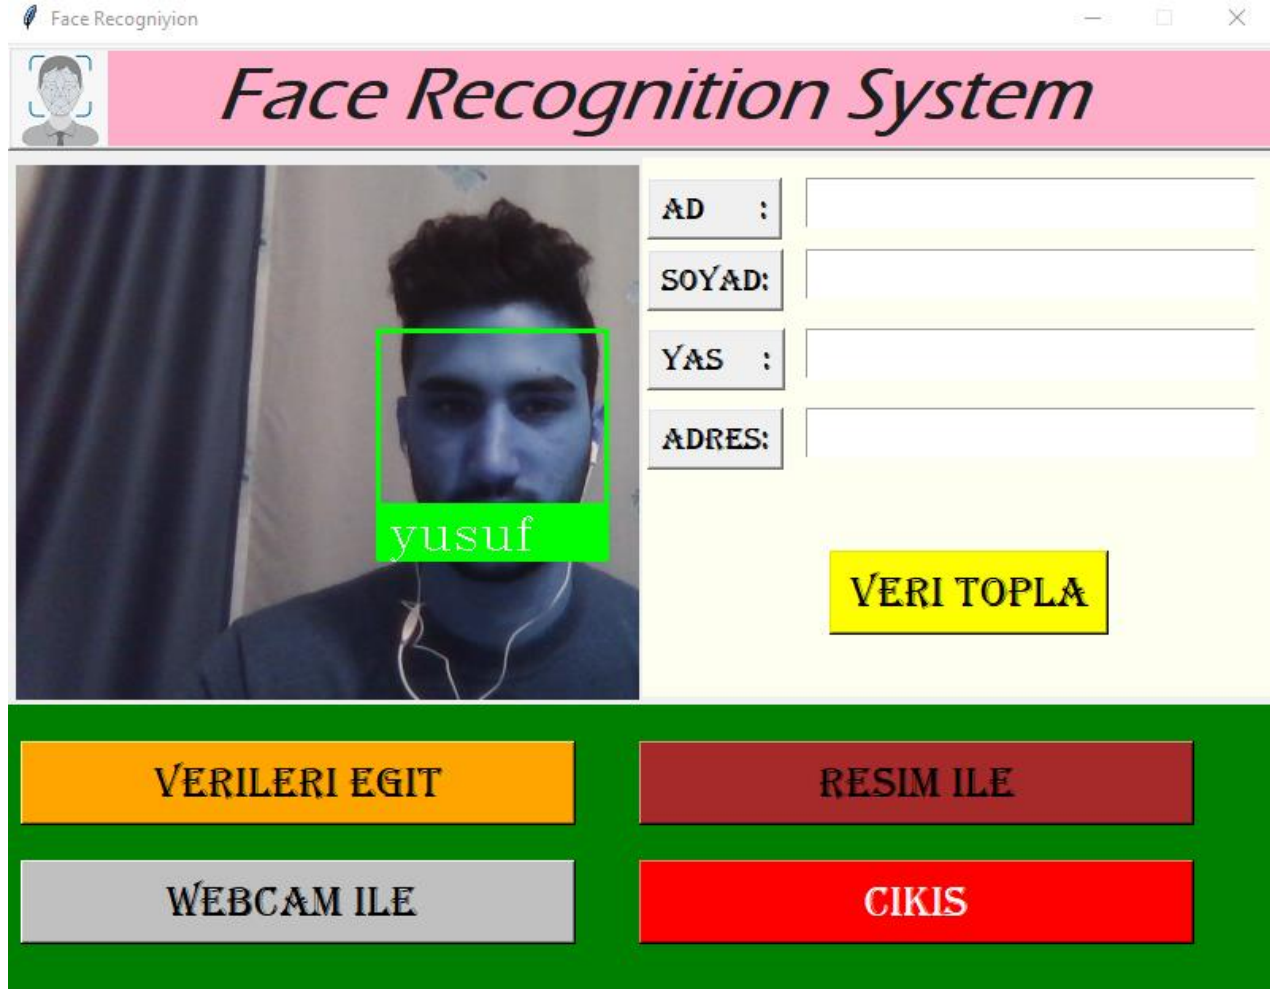 Face Recogniyion
Face Recognition System
AD :
SOYAD:
YAS :
ADRES:
yusuf
VERI TOPLA
VERILERI EGIT
RESIM ILE
WEBCAM ILE
CIKIS